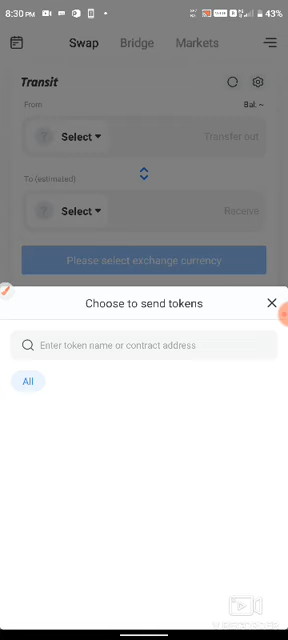 8:30 PM 43%
Swap Bridge Markets
Transit
From Bal. --
? Select Transfer out
To (estimated)
? Select Receive
Please select exchange currency
Choose to send tokens
Enter token name or contract address
All